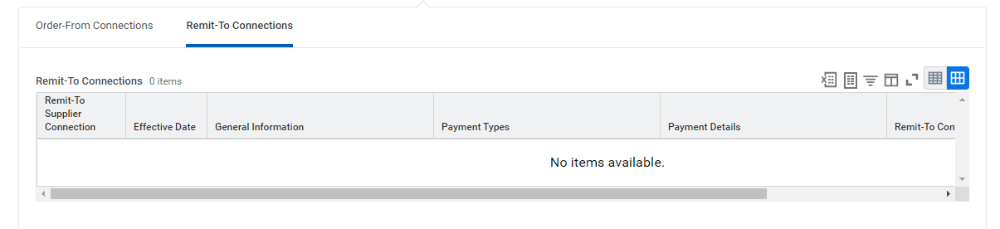 Order-From Connections
Remit-To Connections
Remit-To Connections 0 items
Remit-To
Supplier
Connection
Effective Date
General Information
Payment Types
Payment Details
Remit-To Con
No items available.